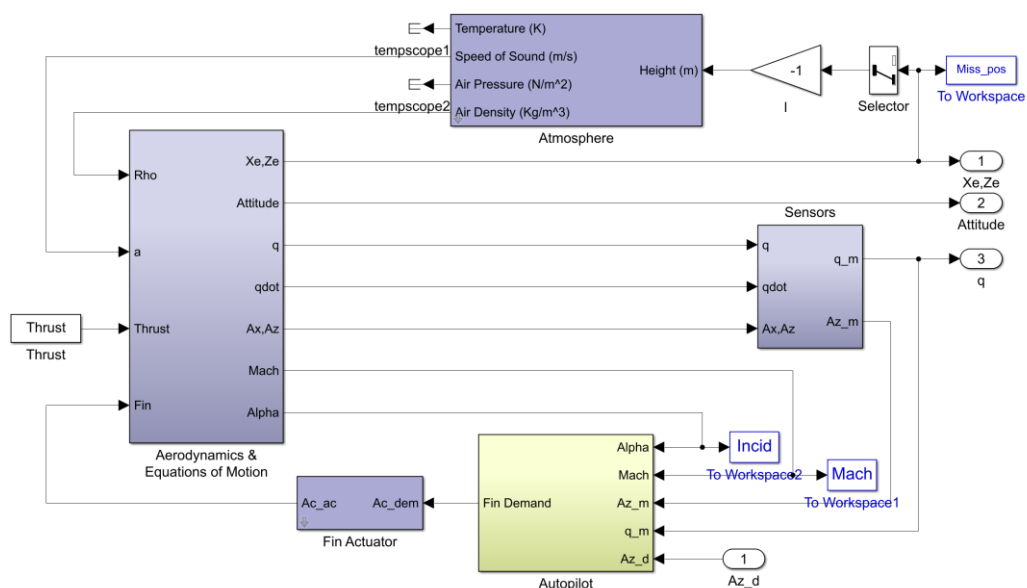 Temperature (K)
tempscope1
Speed of Sound (m/s)
Air Pressure (N/m^2)
tempscope2
Air Density (Kg/m^3)
Height (m)
Atmosphere
-1
I
Selector
Miss_pos
To Workspace
Rho
a
Thrust
Fin
Xe,Ze
Attitude
q
qdot
Ax,Az
Mach
Alpha
Aerodynamics &
Equations of Motion
Thrust
Thrust
Sensors
q
qdot
Ax,Az
q_m
Az_m
1
Xe,Ze
2
Attitude
3
q
Alpha
Mach
Az_m
q_m
Az_d
Fin Demand
Autopilot
Incid
To Workspace2
Mach
To Workspace1
Ac_ac
Ac_dem
Fin Actuator
1
Az_d